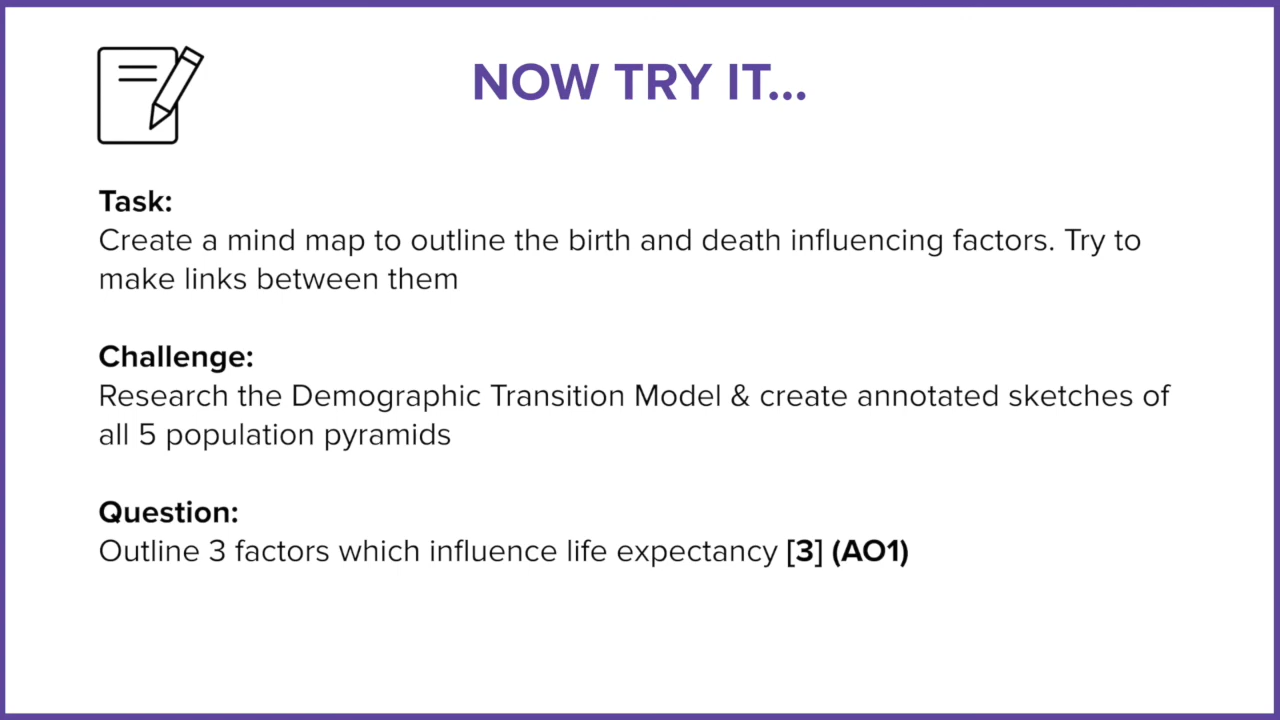 NOW TRY IT...
Task:
Create a mind map to outline the birth and death influencing factors. Try to
make links between them
Challenge:
Research the Demographic Transition Model & create annotated sketches of
all 5 population pyramids
Question:
Outline 3 factors which influence life expectancy [3] (AO1)